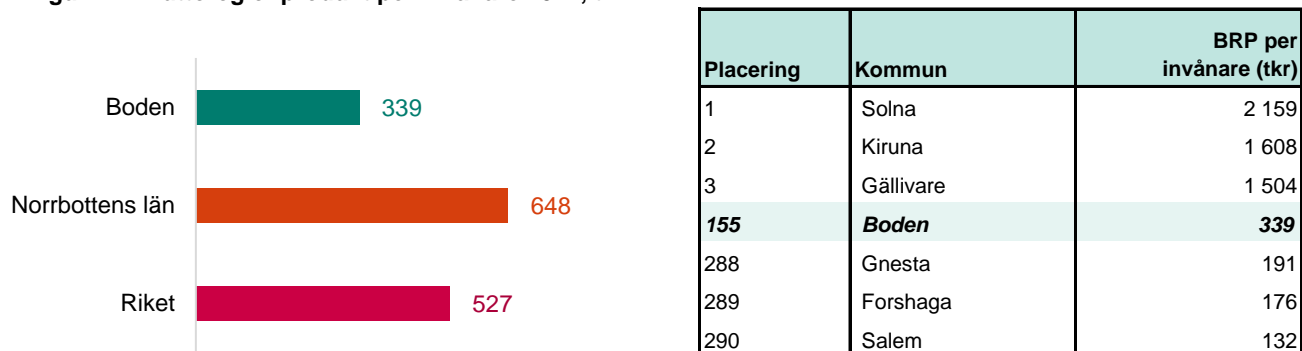 Boden 339
Norrbottens län 648
Riket 527
Placering Kommun BRP per invånare (tkr)
1 Solna 2 159
2 Kiruna 1 608
3 Gällivare 1 504
155 Boden 339
288 Gnesta 191
289 Forshaga 176
290 Salem 132